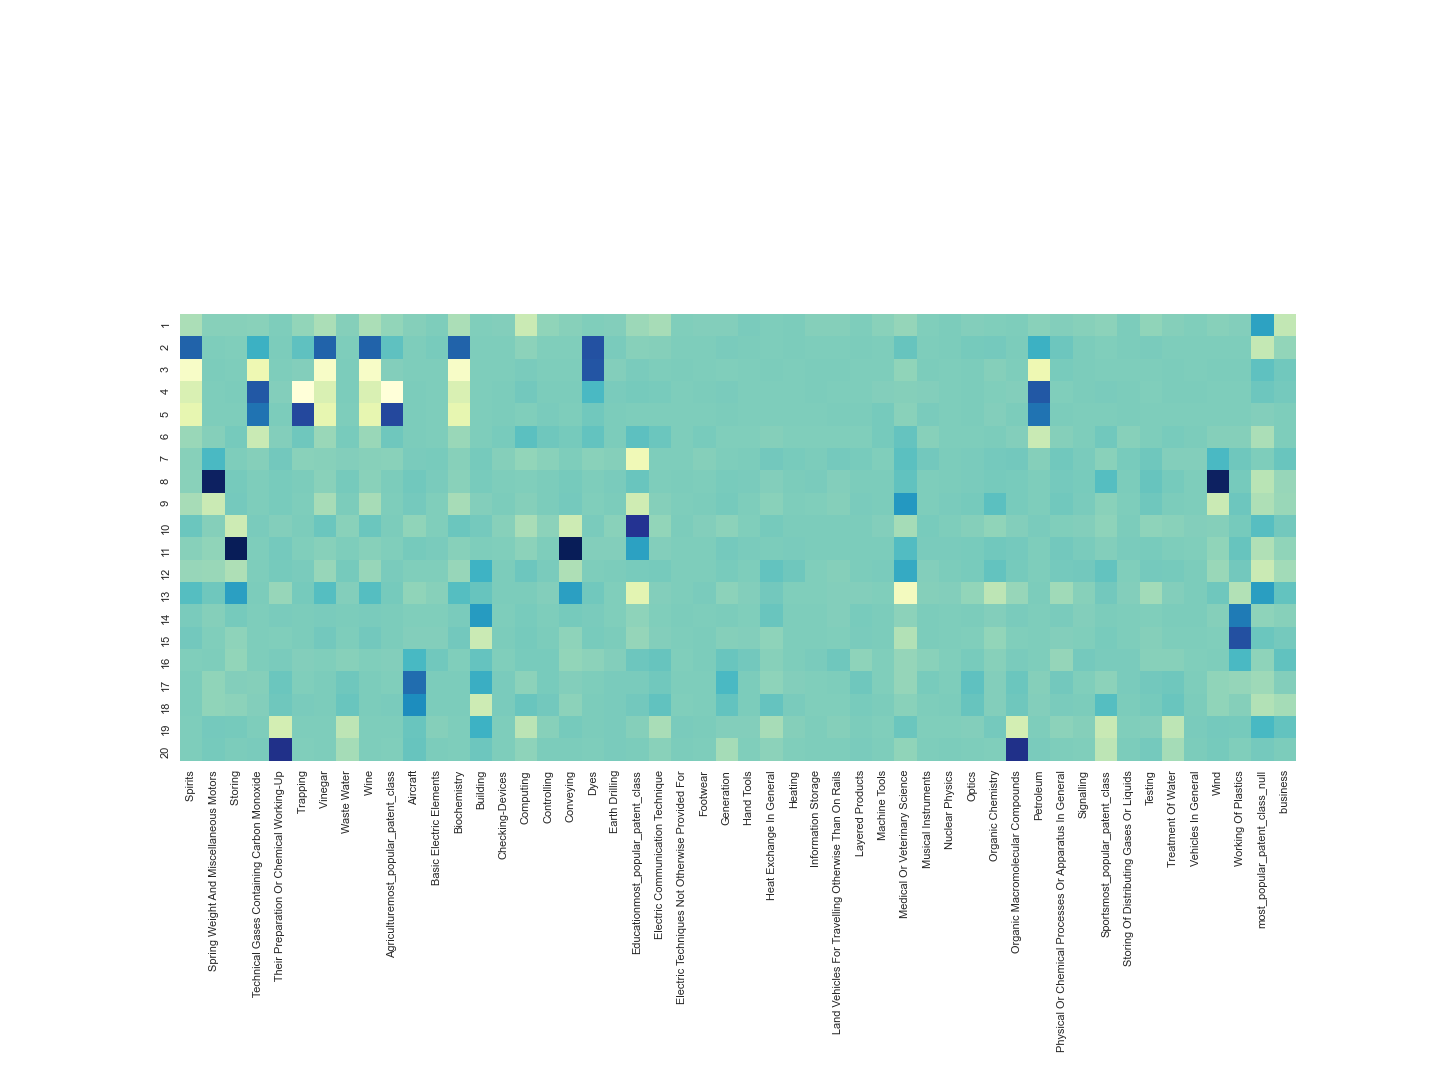 1
2
3
4
5
6
7
8
9
10
11
12
13
14
15
16
17
18
19
20
Spirits
Spring Weight And Miscellaneous Motors
Storing
Technical Gases Containing Carbon Monoxide
Their Preparation Or Chemical Working-Up
Trapping
Vinegar
Waste Water
Wine
Agriculturemost_popular_patent_class
Aircraft
Basic Electric Elements
Biochemistry
Building
Checking-Devices
Computing
Controlling
Conveying
Dyes
Earth Drilling
Educationmost_popular_patent_class
Electric Communication Technique
Electric Techniques Not Otherwise Provided For
Footwear
Generation
Hand Tools
Heat Exchange In General
Heating
Information Storage
Land Vehicles For Travelling Otherwise Than On Rails
Layered Products
Machine Tools
Medical Or Veterinary Science
Musical Instruments
Nuclear Physics
Optics
Organic Chemistry
Organic Macromolecular Compounds
Petroleum
Physical Or Chemical Processes Or Apparatus In General
Signalling
Sportsmost_popular_patent_class
Storing Of Distributing Gases Or Liquids
Testing
Treatment Of Water
Vehicles In General
Wind
Working Of Plastics
most_popular_patent_class_null
business